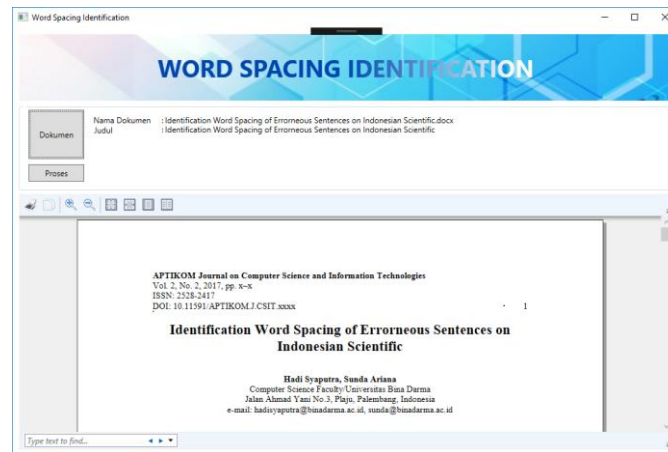 Word Spacing Identification
WORD SPACING IDENTIFICATION
Dokumen
Nama Dokumen : Identification Word Spacing of Errorneous Sentences on Indonesian Scientific.docx
Judul : Identification Word Spacing of Errorneous Sentences on Indonesian Scientific
Proses
APTIKOM Journal on Computer Science and Information Technologies
Vol. 2, No. 2, 2017, pp. x~x
ISSN: 2528-2417
DOI: 10.11591/APTIKOM.J.CSIT.xxxx 1
Identification Word Spacing of Errorneous Sentences on
Indonesian Scientific
Hadi Syaputra, Sunda Ariana
Computer Science Faculty/Universitas Bina Darma
Jalan Ahmad Yani No.3, Plaju, Palembang, Indonesia
e-mail: hadisyaputra@binadarma.ac.id, sunda@binadarma.ac.id
Type text to find...